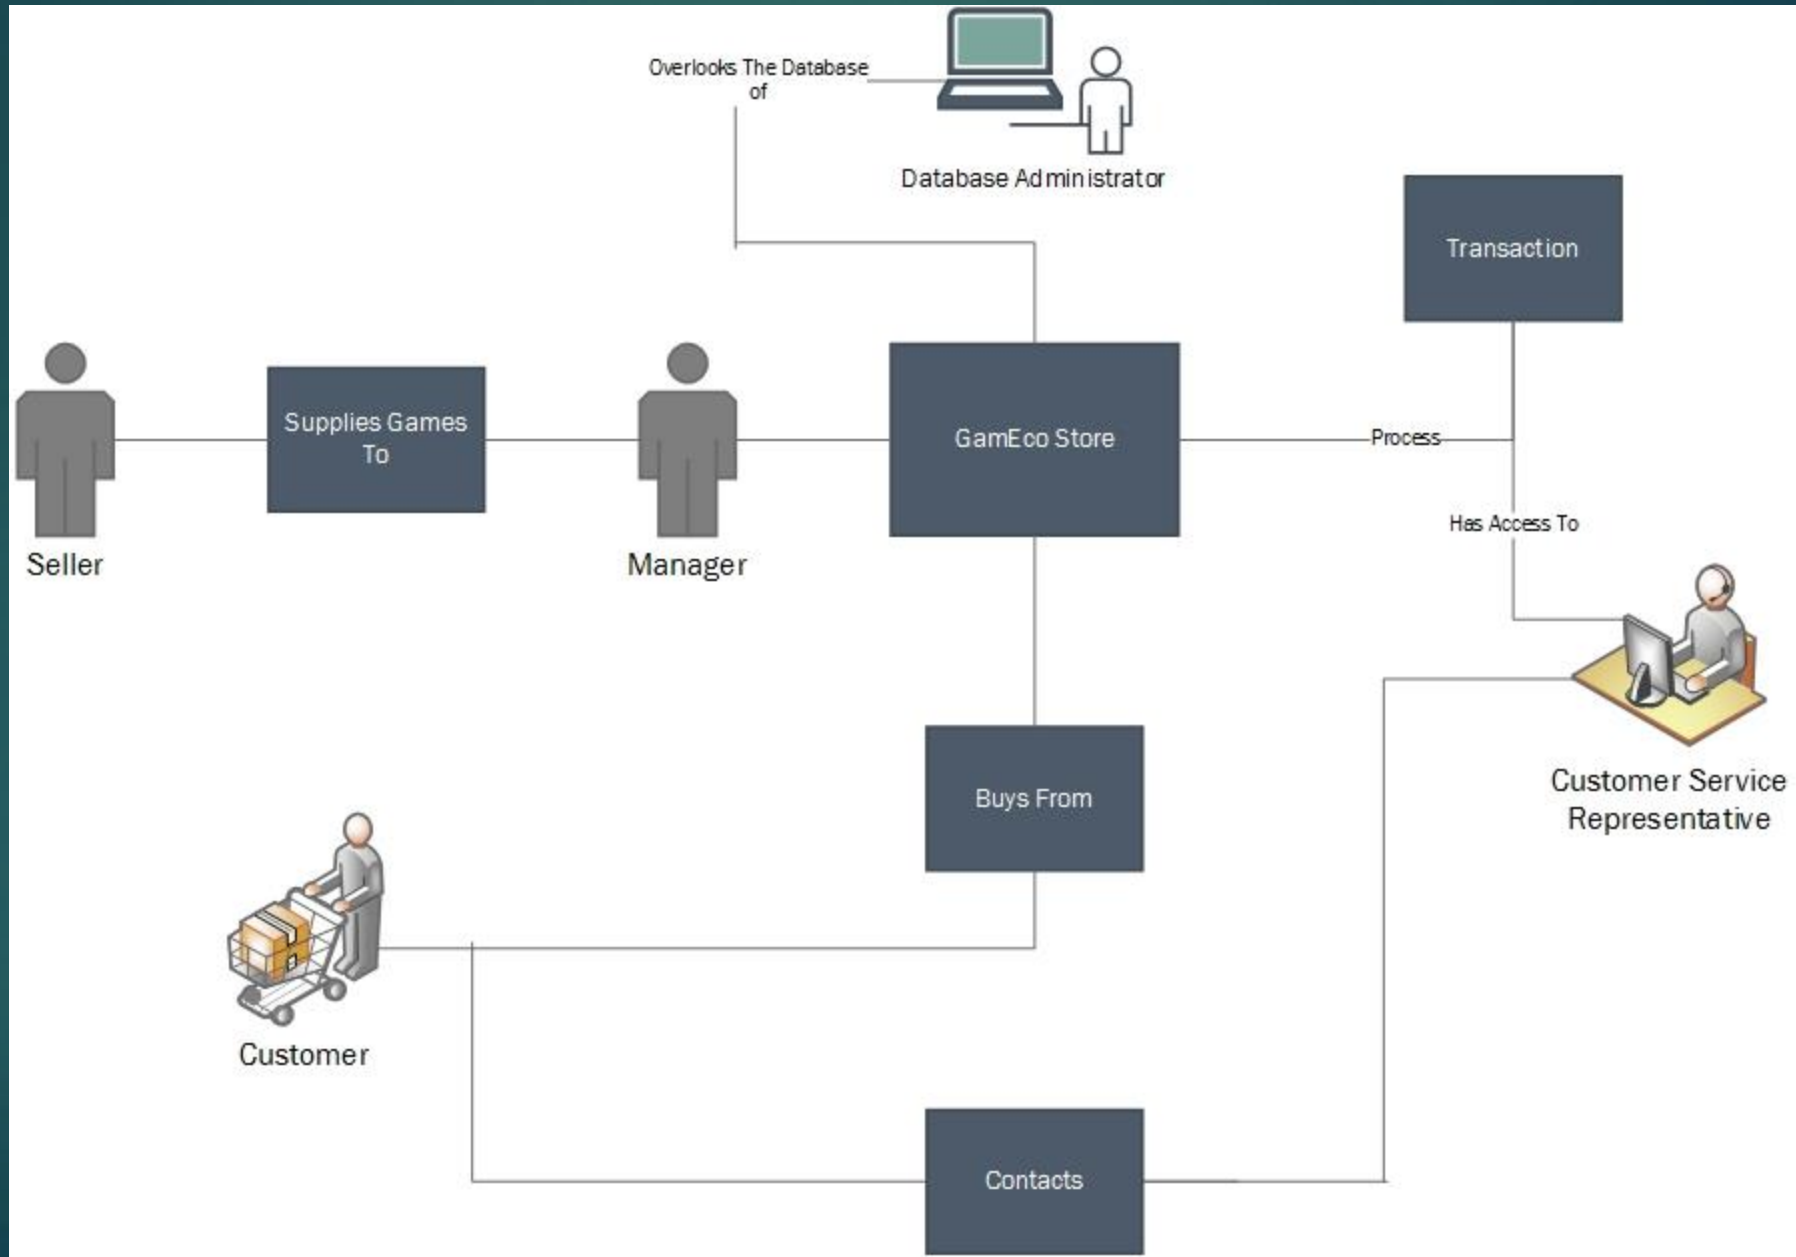 Overlooks The Database
of
Database Administrator
Transaction
Supplies Games
To
GamEco Store
Process
Has Access To
Seller
Manager
Buys From
Customer Service
Representative
Customer
Contacts